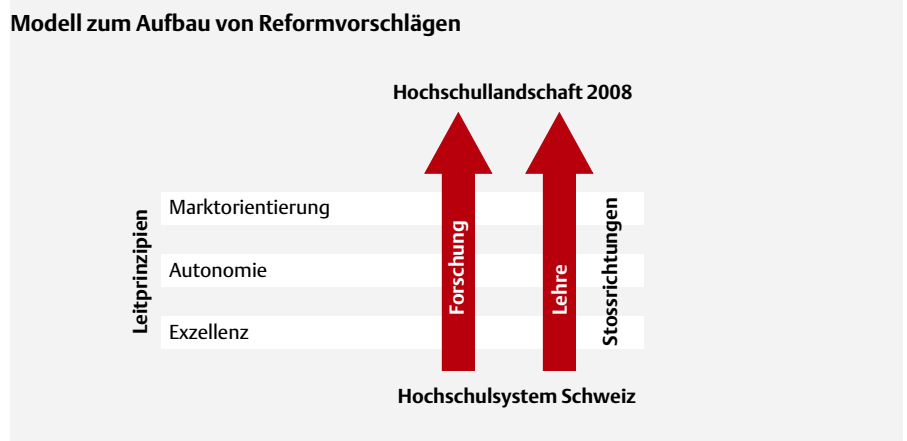 Modell zum Aufbau von Reformvorschlägen
Hochschullandschaft 2008
Leitprinzipien
Marktorientierung
Autonomie
Exzellenz
Forschung
Lehre
Stossrichtungen
Hochschulsystem Schweiz